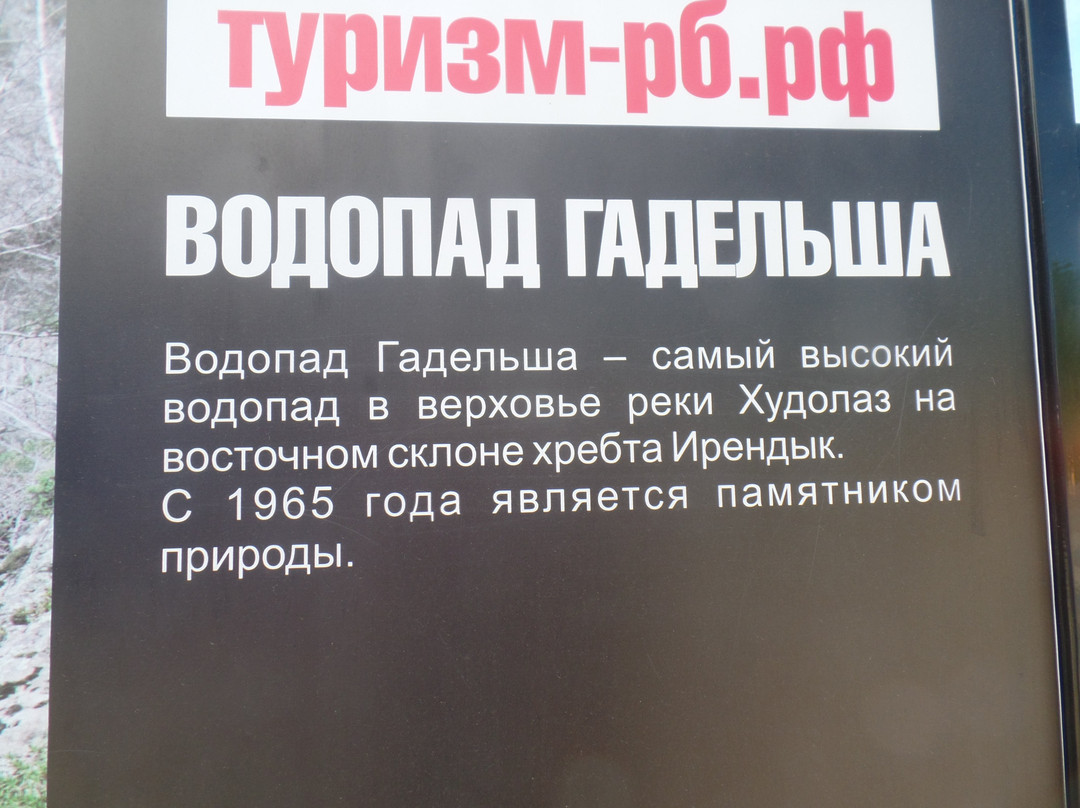 туризм-рб.рф
ВОДОПАД ГАДЕЛЬША
Водопад Гадельша – самый высокий
водопад в верховье реки Худолаз на
восточном склоне хребта Ирендык.
С 1965 года является памятником
природы.